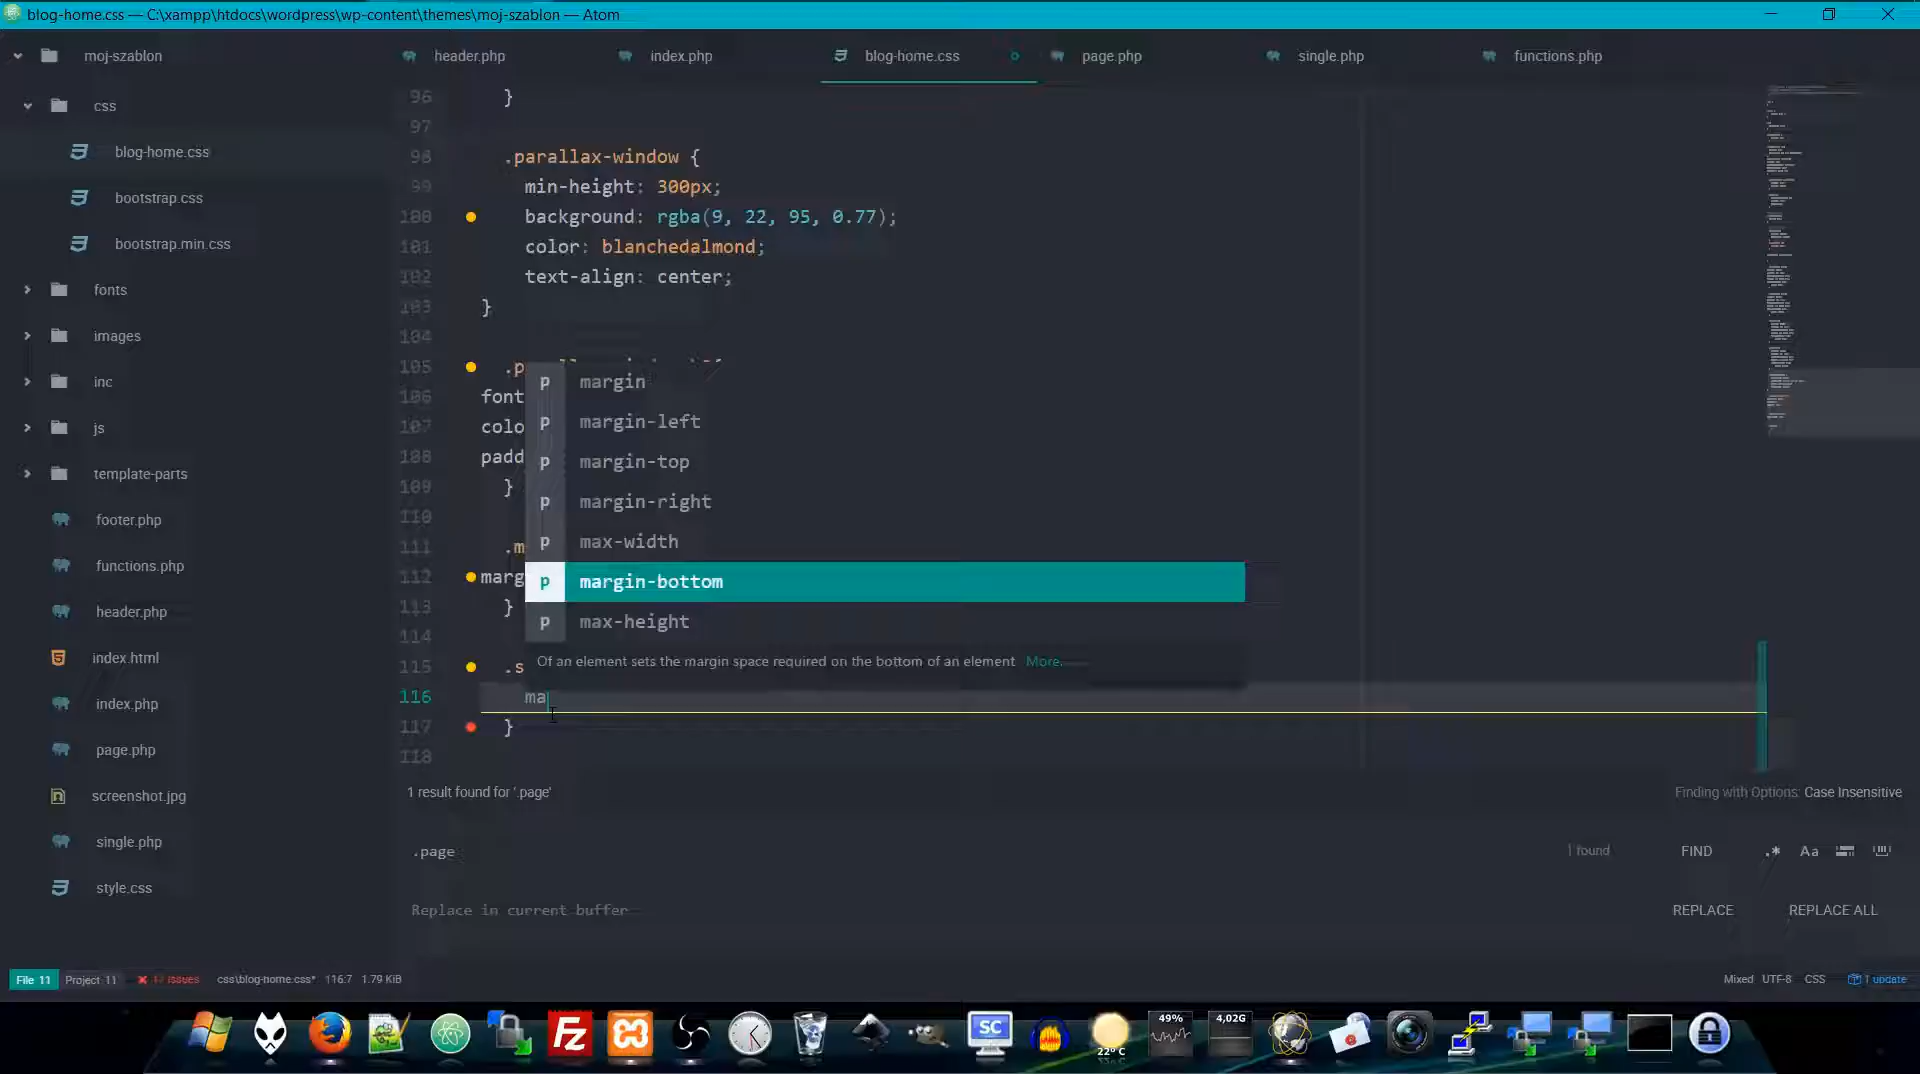 blog-home.css — C:\xampp\htdocs\wordpress\wp-content\themes\moj-szablon — Atom
moj-szablon
header.php
index.php
blog-home.css
page.php
single.php
functions.php
css
blog-home.css
bootstrap.css
bootstrap.min.css
fonts
images
inc
js
template-parts
footer.php
functions.php
header.php
index.html
index.php
page.php
screenshot.jpg
single.php
style.css
96 }
97
98 .parallax-window {
99 min-height: 300px;
100 background: rgba(9, 22, 95, 0.77);
101 color: blanchedalmond;
102 text-align: center;
103 }
104
105 .p
106 font
107 colo
108 padd
109 }
110
111 .m
112 marg
113 }
114
115 .s
116 ma
117 }
118
p margin
p margin-left
p margin-top
p margin-right
p max-width
p margin-bottom
p max-height
Of an element sets the margin space required on the bottom of an element More.
1 result found for '.page'
Finding with Options: Case Insensitive
.page
1 found
FIND
.*
Aa
Replace in current buffer
REPLACE
REPLACE ALL
File 11
Project 11
issues
css\blog-home.css*
116:7
1.79 KiB
Mixed
UTF-8
CSS
1 update
Fz
SC
22° C
49%
4,02G